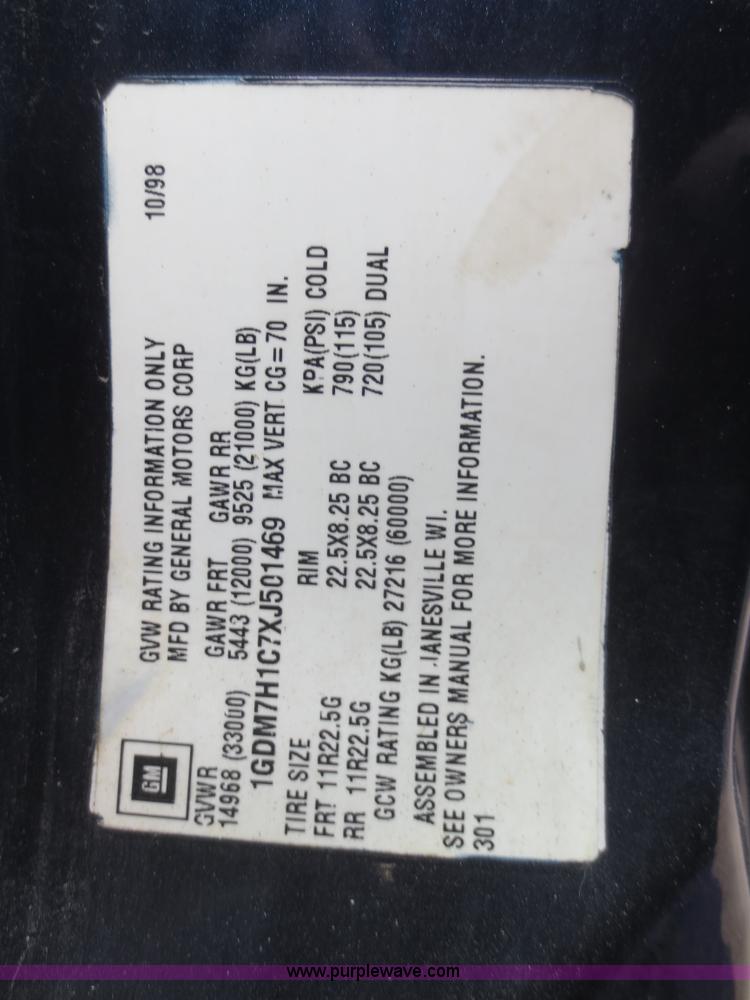 GM
GVW RATING INFORMATION ONLY 10/98
MFD BY GENERAL MOTORS CORP
GVWR GAWR FRT GAWR RR
14968 (33000) 5443 (12000) 9525 (21000) KG(LB)
1GDM7H1C7XJ501469 MAX VERT CG=70 IN.
TIRE SIZE RIM KPA(PSI) COLD
FRT 11R22.5G 22.5X8.25 BC 790(115)
RR 11R22.5G 22.5X8.25 BC 720(105) DUAL
GCW RATING KG(LB) 27216 (60000)
ASSEMBLED IN JANESVILLE WI.
SEE OWNERS MANUAL FOR MORE INFORMATION.
301
www.purplewave.com